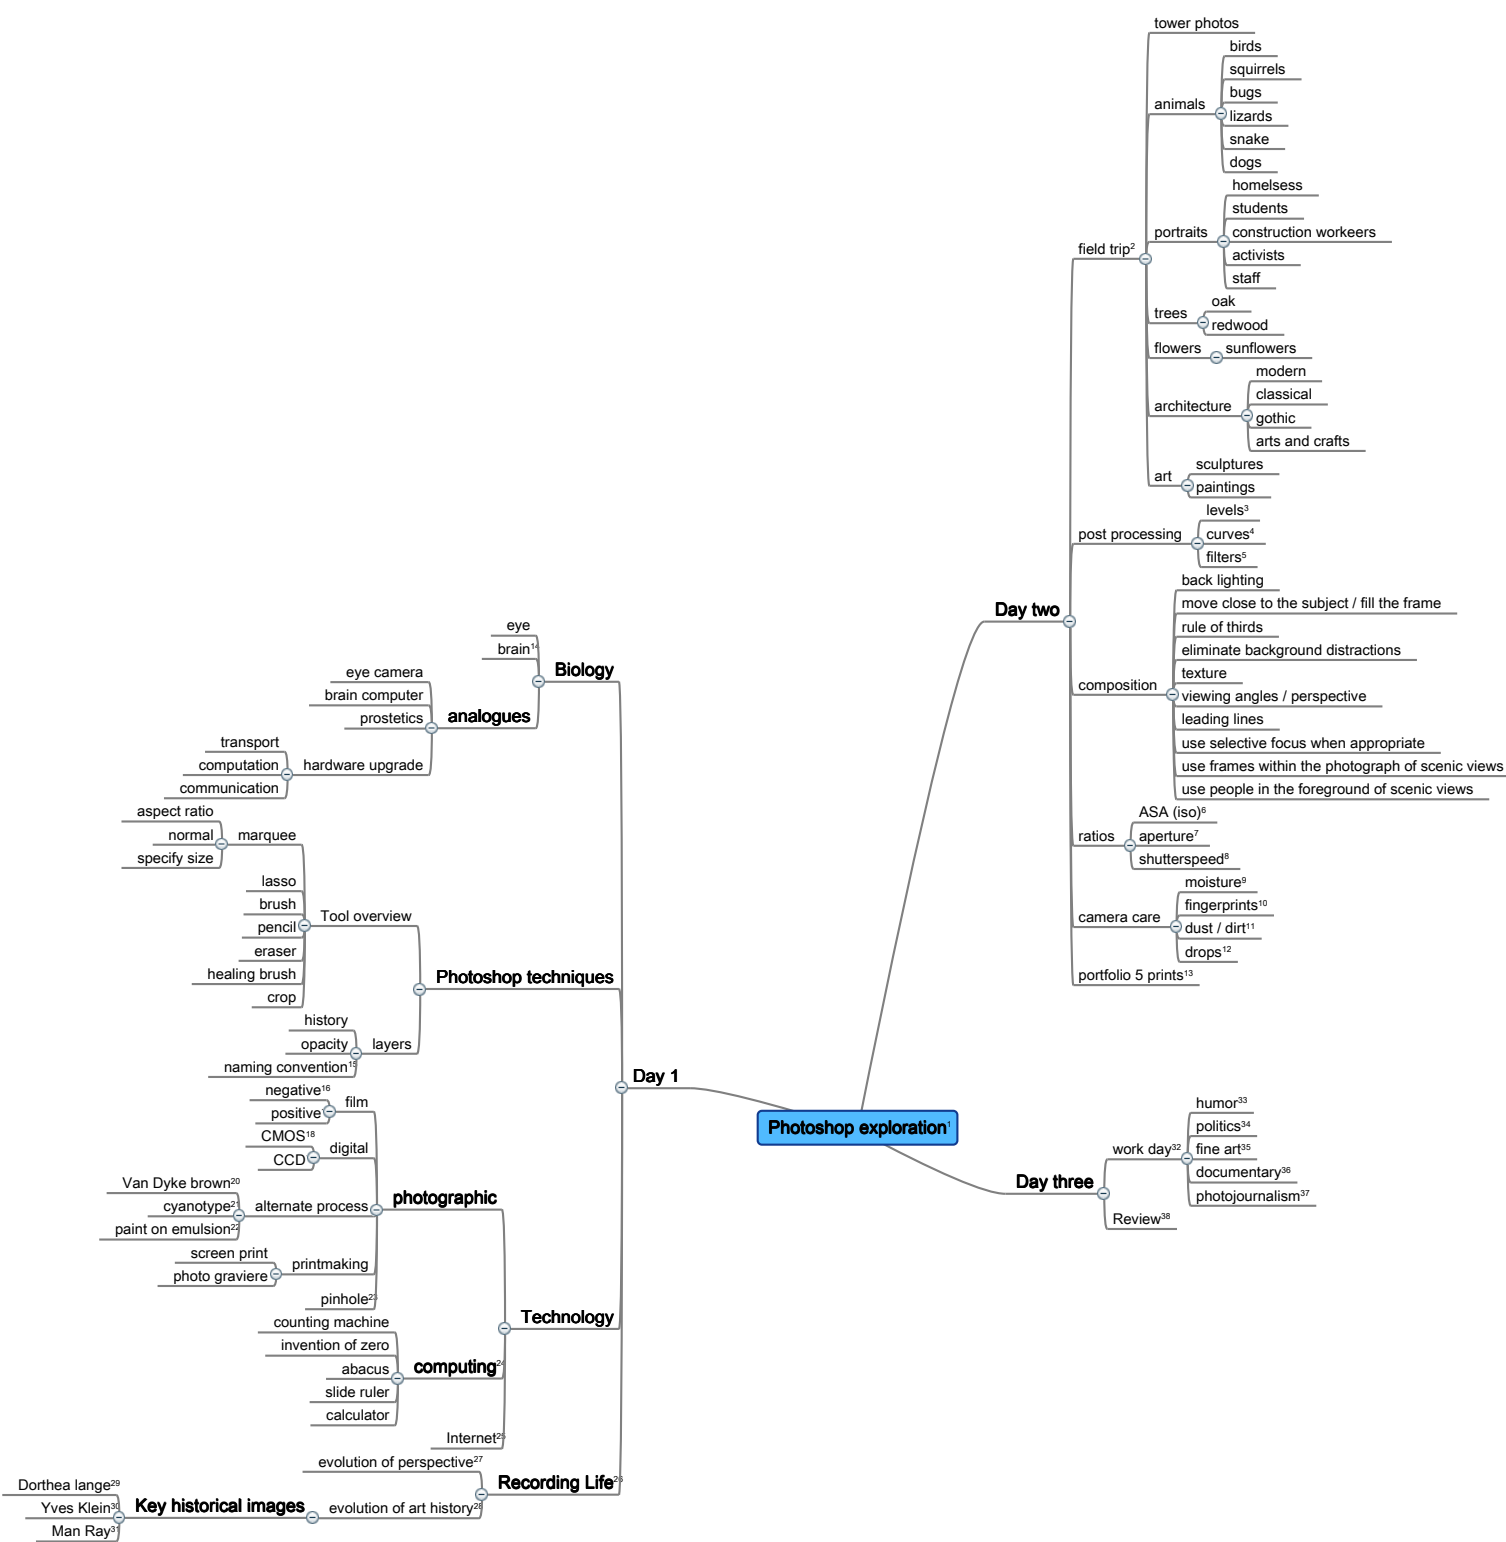 tower photos
birds
squirrels
bugs
animals
lizards
snake
dogs
homelsess
students
portraits
construction workeers
activists
staff
field trip²
oak
trees
redwood
flowers
sunflowers
modern
classical
architecture
gothic
arts and crafts
sculptures
art
paintings
levels³
post processing
curves⁴
filters⁵
Day two
back lighting
move close to the subject / fill the frame
rule of thirds
eliminate background distractions
texture
composition
viewing angles / perspective
leading lines
use selective focus when appropriate
use frames within the photograph of scenic views
use people in the foreground of scenic views
ASA (iso)⁶
ratios
aperture⁷
shutterspeed⁸
moisture⁹
fingerprints¹⁰
camera care
dust / dirt¹¹
drops¹²
portfolio 5 prints¹³
eye
brain¹⁴
Biology
eye camera
brain computer
prostetics
analogues
transport
computation
hardware upgrade
communication
aspect ratio
normal
marquee
specify size
lasso
brush
pencil
Tool overview
eraser
healing brush
crop
Photoshop techniques
history
opacity
layers
naming convention¹⁵
Day 1
negative¹⁶
film
positive
CMOS¹⁸
digital
CCD
photographic
Van Dyke brown²⁰
cyanotype²¹
alternate process
paint on emulsion²²
screen print
printmaking
photo graviere
pinhole²³
Technology
counting machine
invention of zero
computing²⁴
abacus
slide ruler
calculator
Internet²⁵
evolution of perspective²⁷
Recording Life²⁶
Dorthea lange²⁹
Yves Klein³⁰
Key historical images
evolution of art history²⁸
Man Ray³¹
Photoshop exploration¹
Day three
humor³³
politics³⁴
work day³²
fine art³⁵
documentary³⁶
photojournalism³⁷
Review³⁸